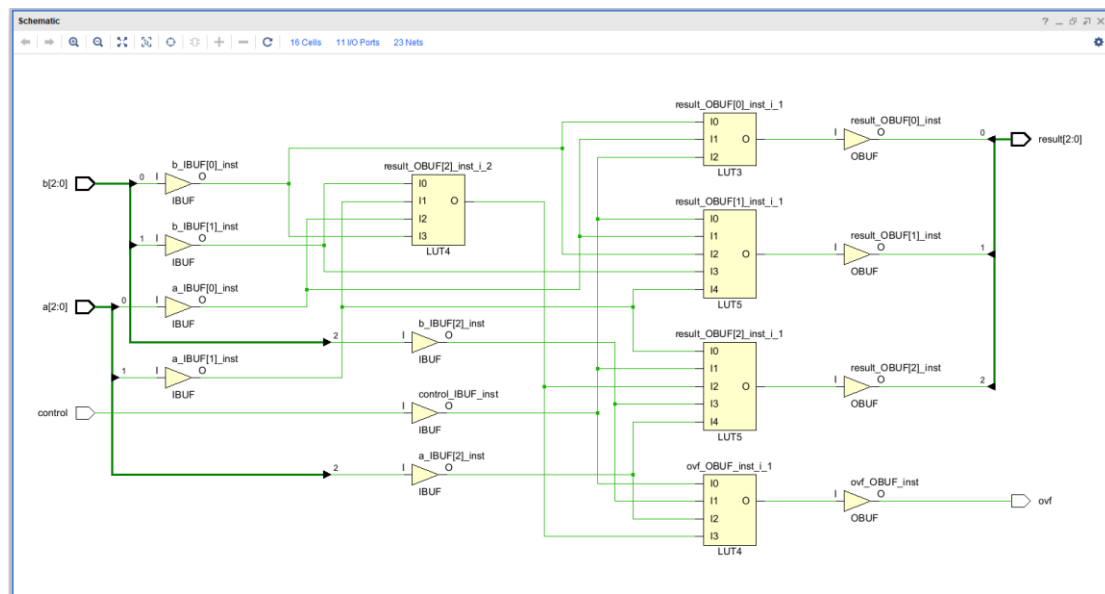 Schematic
16 Cells 11 I/O Ports 23 Nets
result_OBUF[0]_inst_i_1
I0
I1 O
I2
LUT3
result_OBUF[0]_inst
I O
OBUF
0
result[2:0]
b[2:0]
0
b_IBUF[0]_inst
I O
IBUF
result_OBUF[2]_inst_i_2
I0
I1 O
I2
I3
LUT4
1
b_IBUF[1]_inst
I O
IBUF
result_OBUF[1]_inst_i_1
I0
I1
I2 O
I3
I4
LUT5
result_OBUF[1]_inst
I O
OBUF
1
a[2:0]
0
a_IBUF[0]_inst
I O
IBUF
2
b_IBUF[2]_inst
I O
IBUF
1
a_IBUF[1]_inst
I O
IBUF
result_OBUF[2]_inst_i_1
I0
I1
I2 O
I3
I4
LUT5
result_OBUF[2]_inst
I O
OBUF
2
control
control_IBUF_inst
I O
IBUF
2
a_IBUF[2]_inst
I O
IBUF
ovf_OBUF_inst_i_1
I0
I1 O
I2
I3
LUT4
ovf_OBUF_inst
I O
OBUF
ovf